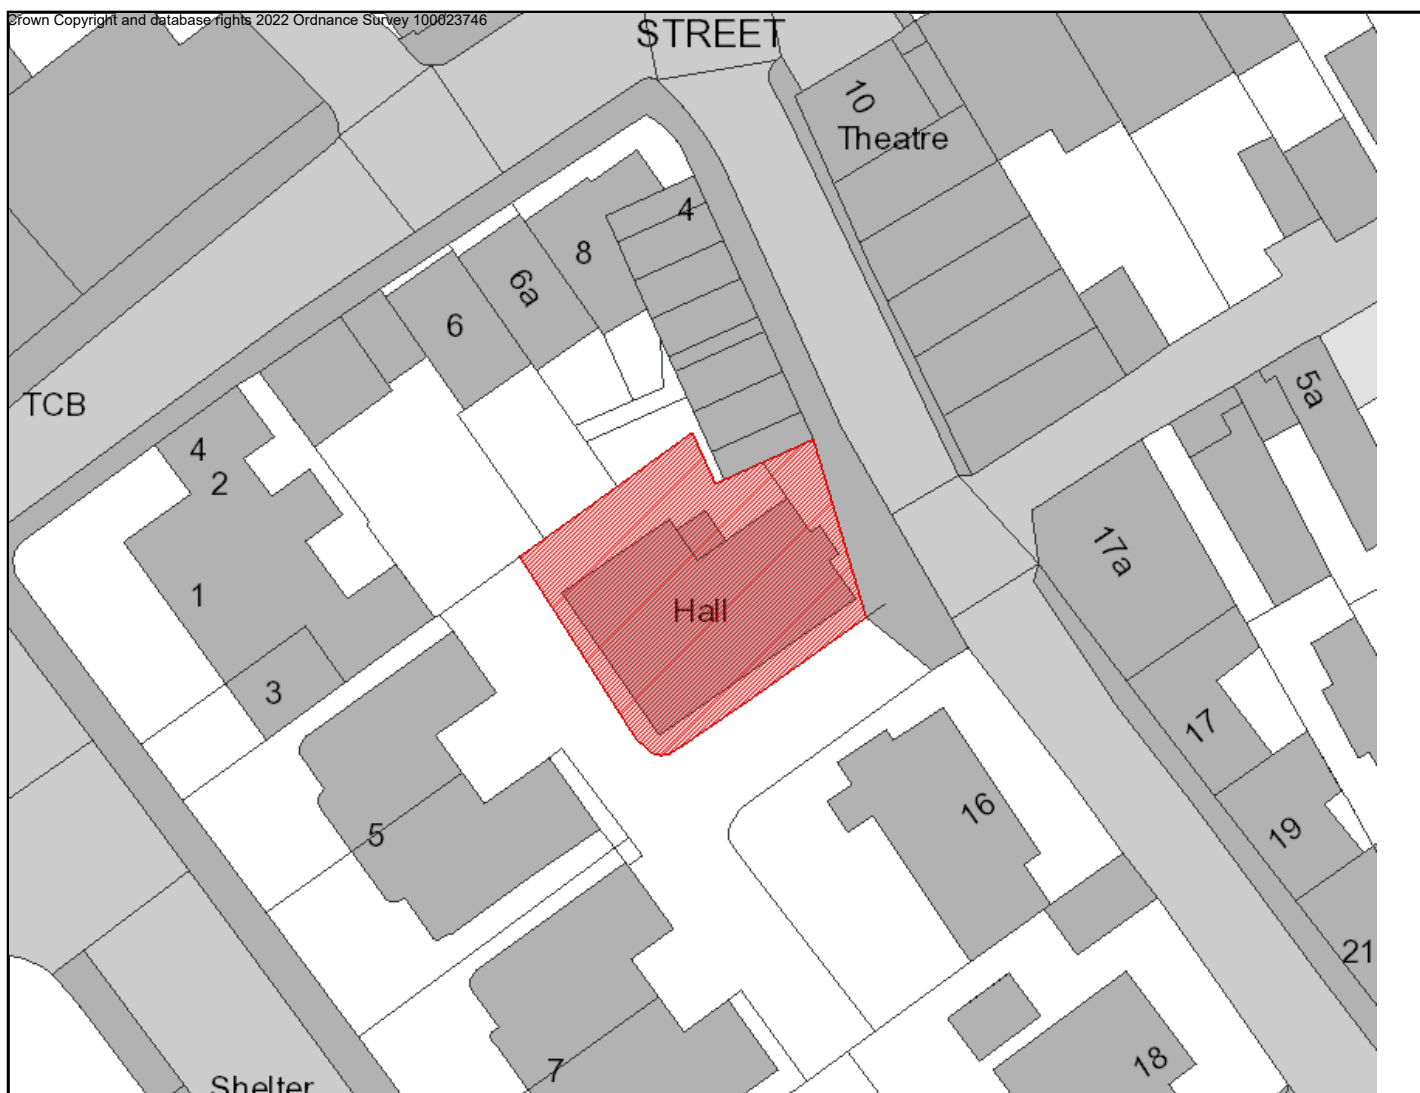 Crown Copyright and database rights 2022 Ordnance Survey 100023746
STREET
10
Theatre
4
8
6a
6
TCB
5a
4
2
17a
1
Hall
3
17
16
5
19
21
18
7
Shelter